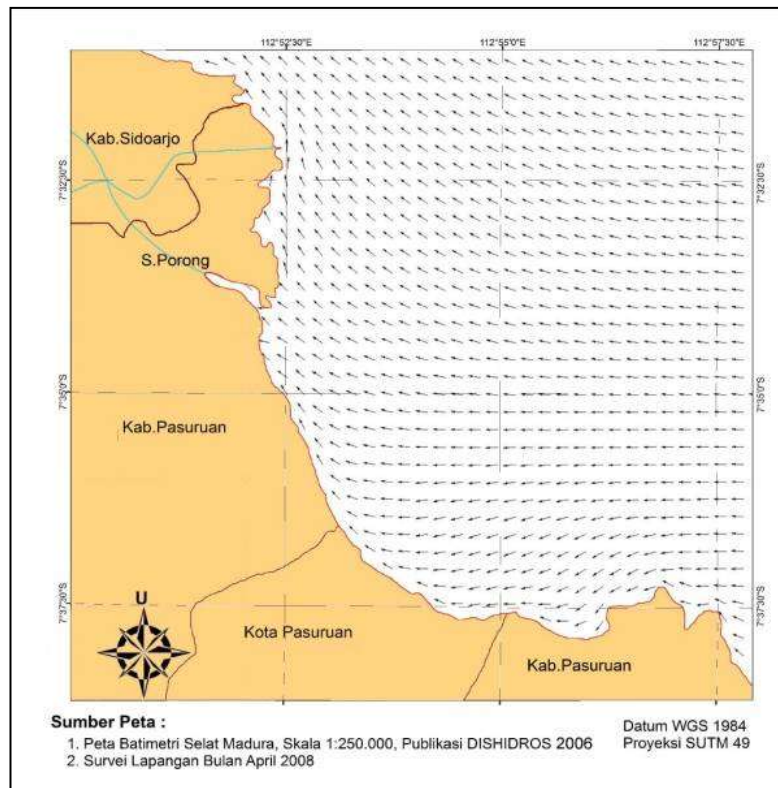 112°52'30"E 112°55'0"E 112°57'30"E
Kab.Sidoarjo
7°32'30"S 7°32'30"S
S.Porong
7°35'0"S 7°35'0"S
Kab.Pasuruan
7°37'30"S 7°37'30"S
U
Kota Pasuruan
Kab.Pasuruan
Sumber Peta :
1. Peta Batimetri Selat Madura, Skala 1:250.000, Publikasi DISHIDROS 2006
2. Survei Lapangan Bulan April 2008
Datum WGS 1984
Proyeksi SUTM 49